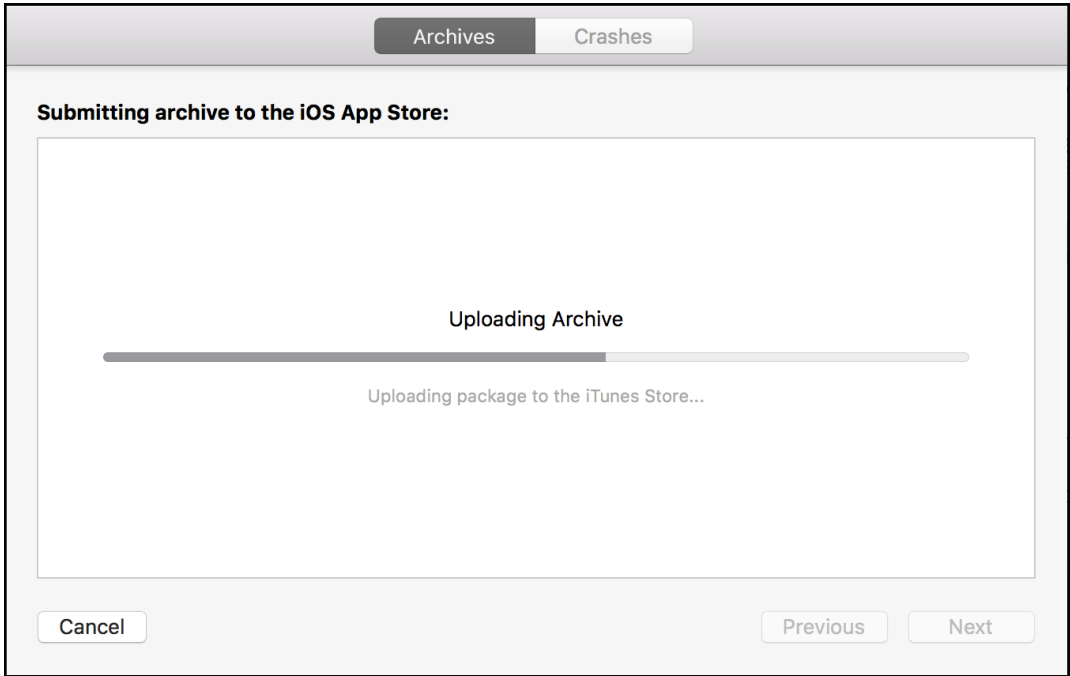 Archives Crashes
Submitting archive to the iOS App Store:
Uploading Archive
Uploading package to the iTunes Store...
Cancel Previous Next